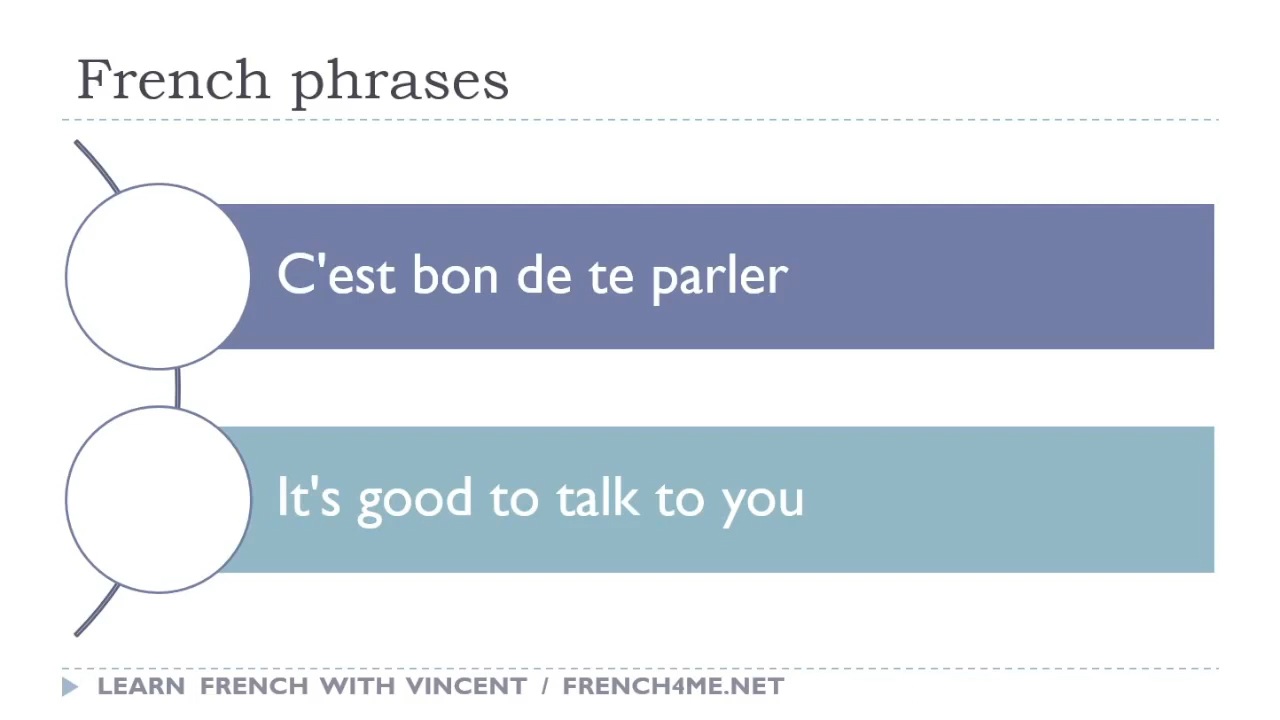 French phrases
C'est bon de te parler
It's good to talk to you
LEARN FRENCH WITH VINCENT / FRENCH4ME.NET